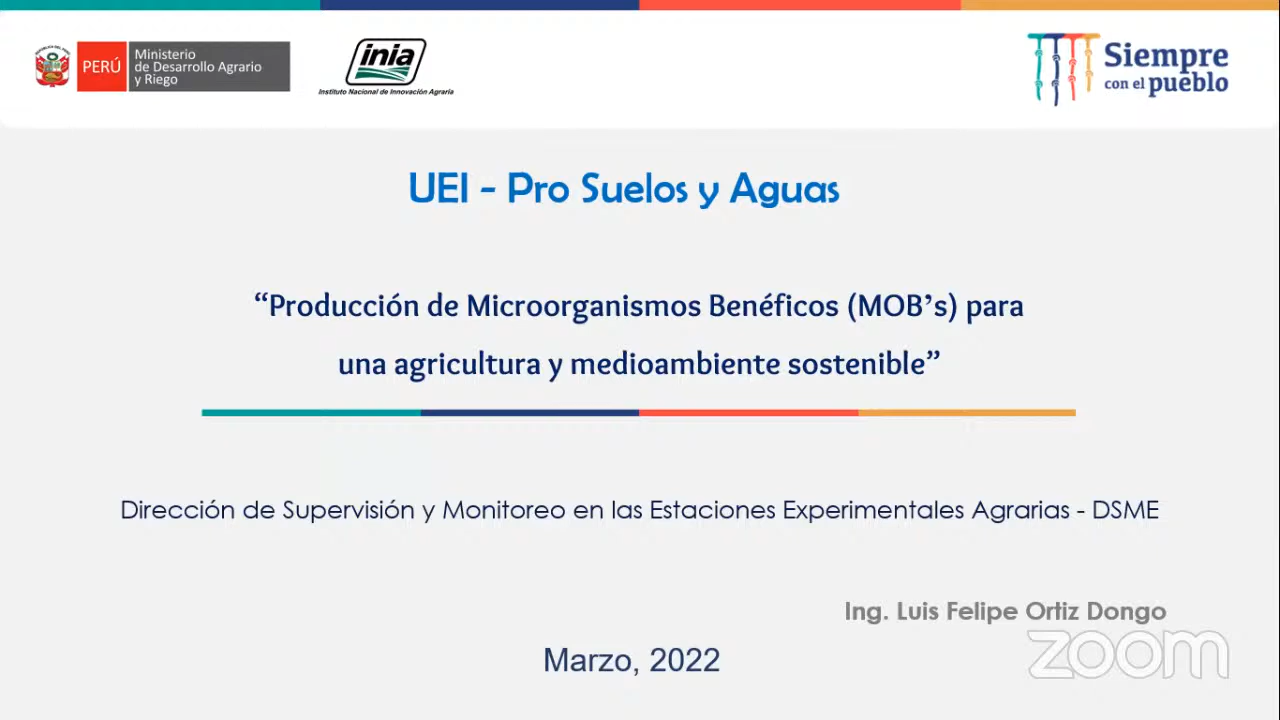 PERÚ
Ministerio
de Desarrollo Agrario
y Riego
inia
Instituto Nacional de Innovación Agraria
Siempre
con el pueblo
UEI - Pro Suelos y Aguas
“Producción de Microorganismos Benéficos (MOB’s) para
una agricultura y medioambiente sostenible”
Dirección de Supervisión y Monitoreo en las Estaciones Experimentales Agrarias - DSME
Ing. Luis Felipe Ortiz Dongo
zoom
Marzo, 2022